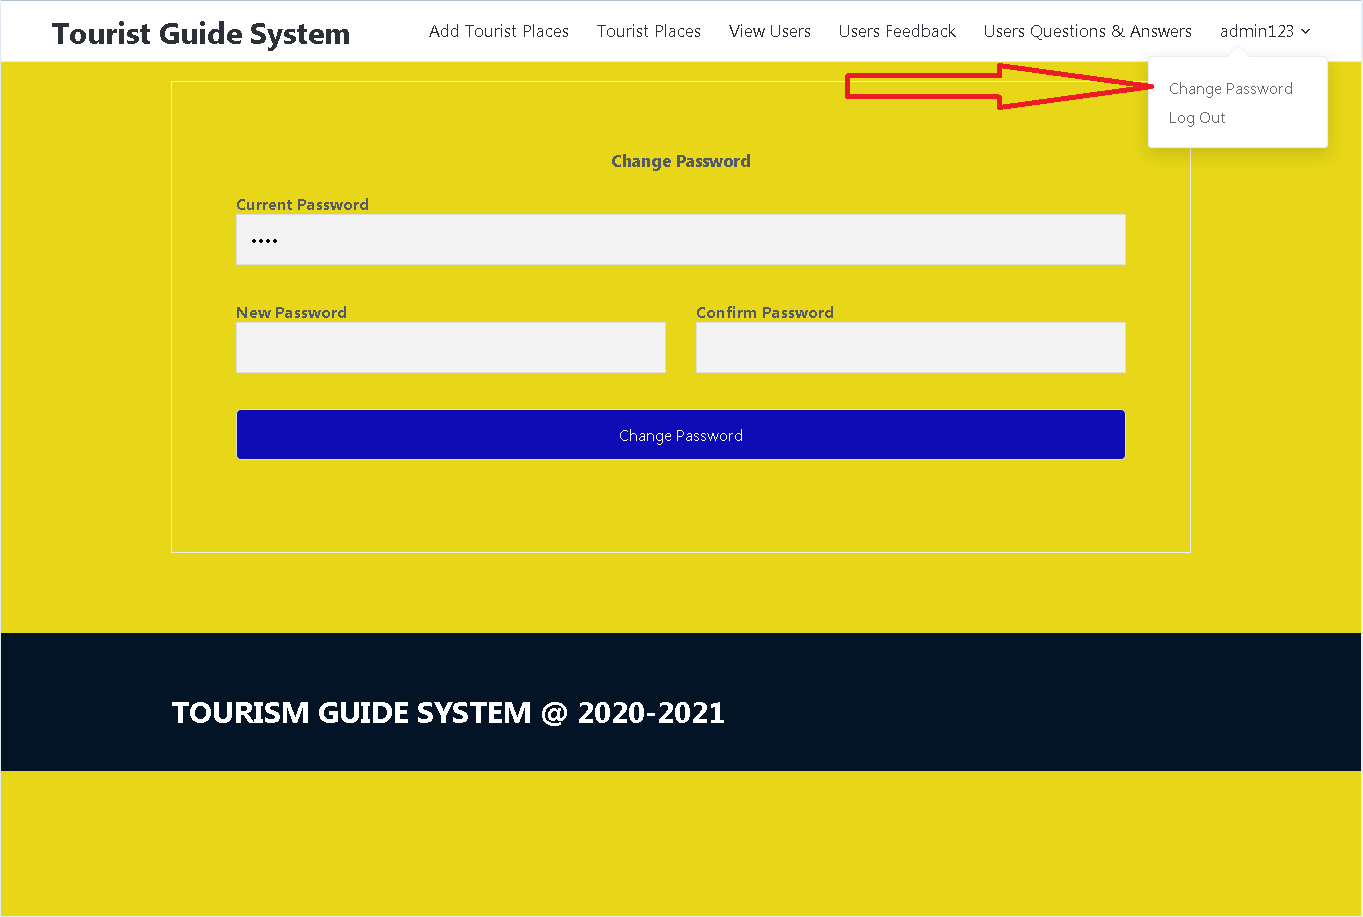 Tourist Guide System
Add Tourist Places Tourist Places View Users Users Feedback Users Questions & Answers admin123
Change Password
Log Out
Change Password
Current Password
••••
New Password Confirm Password
Change Password
TOURISM GUIDE SYSTEM @ 2020-2021